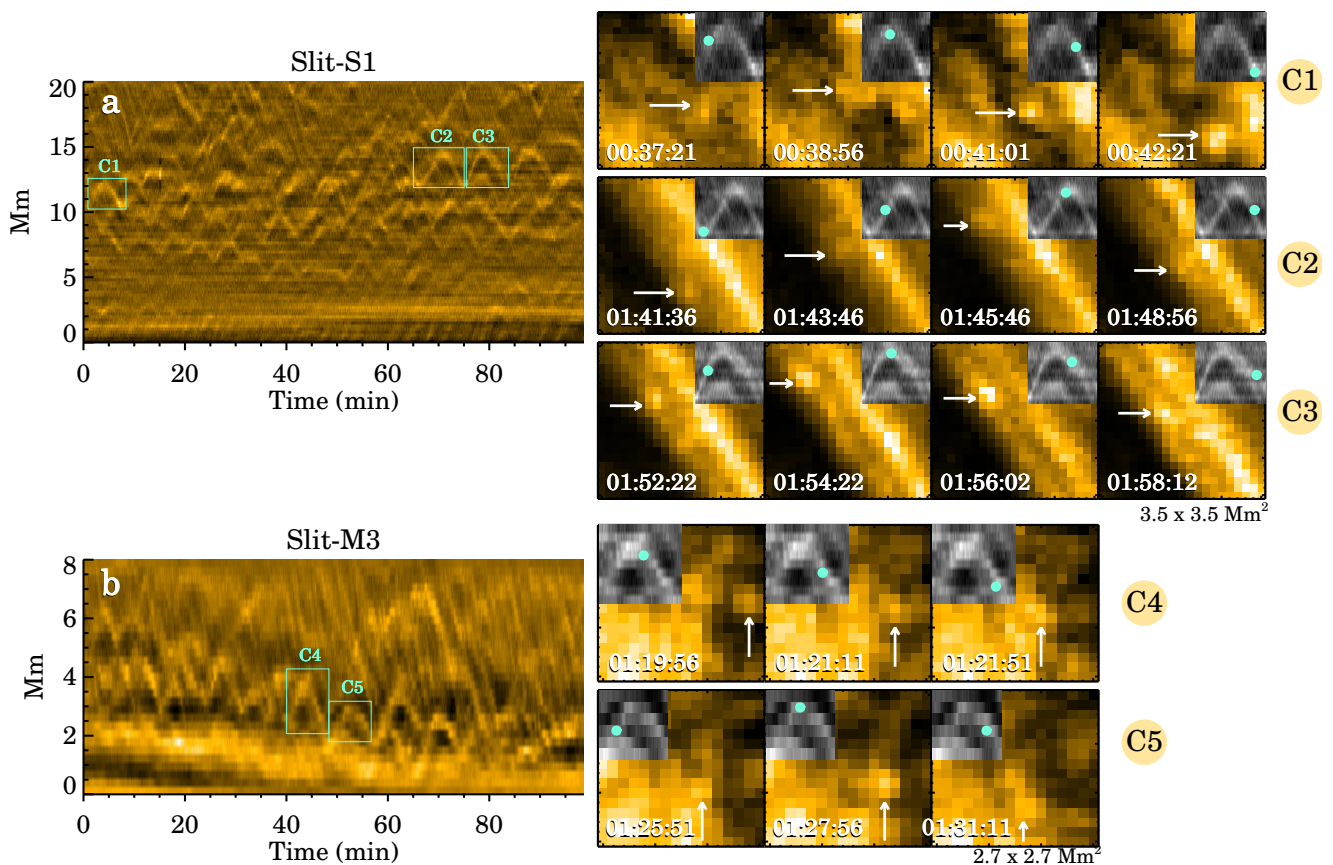 Slit-S1
a
Mm
20
15
10
5
0
C1
C2
C3
0 20 40 60 80
Time (min)
00:37:21 00:38:56 00:41:01 00:42:21
C1
01:41:36 01:43:46 01:45:46 01:48:56
C2
01:52:22 01:54:22 01:56:02 01:58:12
C3
3.5 x 3.5 Mm²
Slit-M3
b
Mm
8
6
4
2
0
C4
C5
0 20 40 60 80
Time (min)
01:19:56 01:21:11 01:21:51
C4
01:25:51 01:27:56 01:31:11
C5
2.7 x 2.7 Mm²